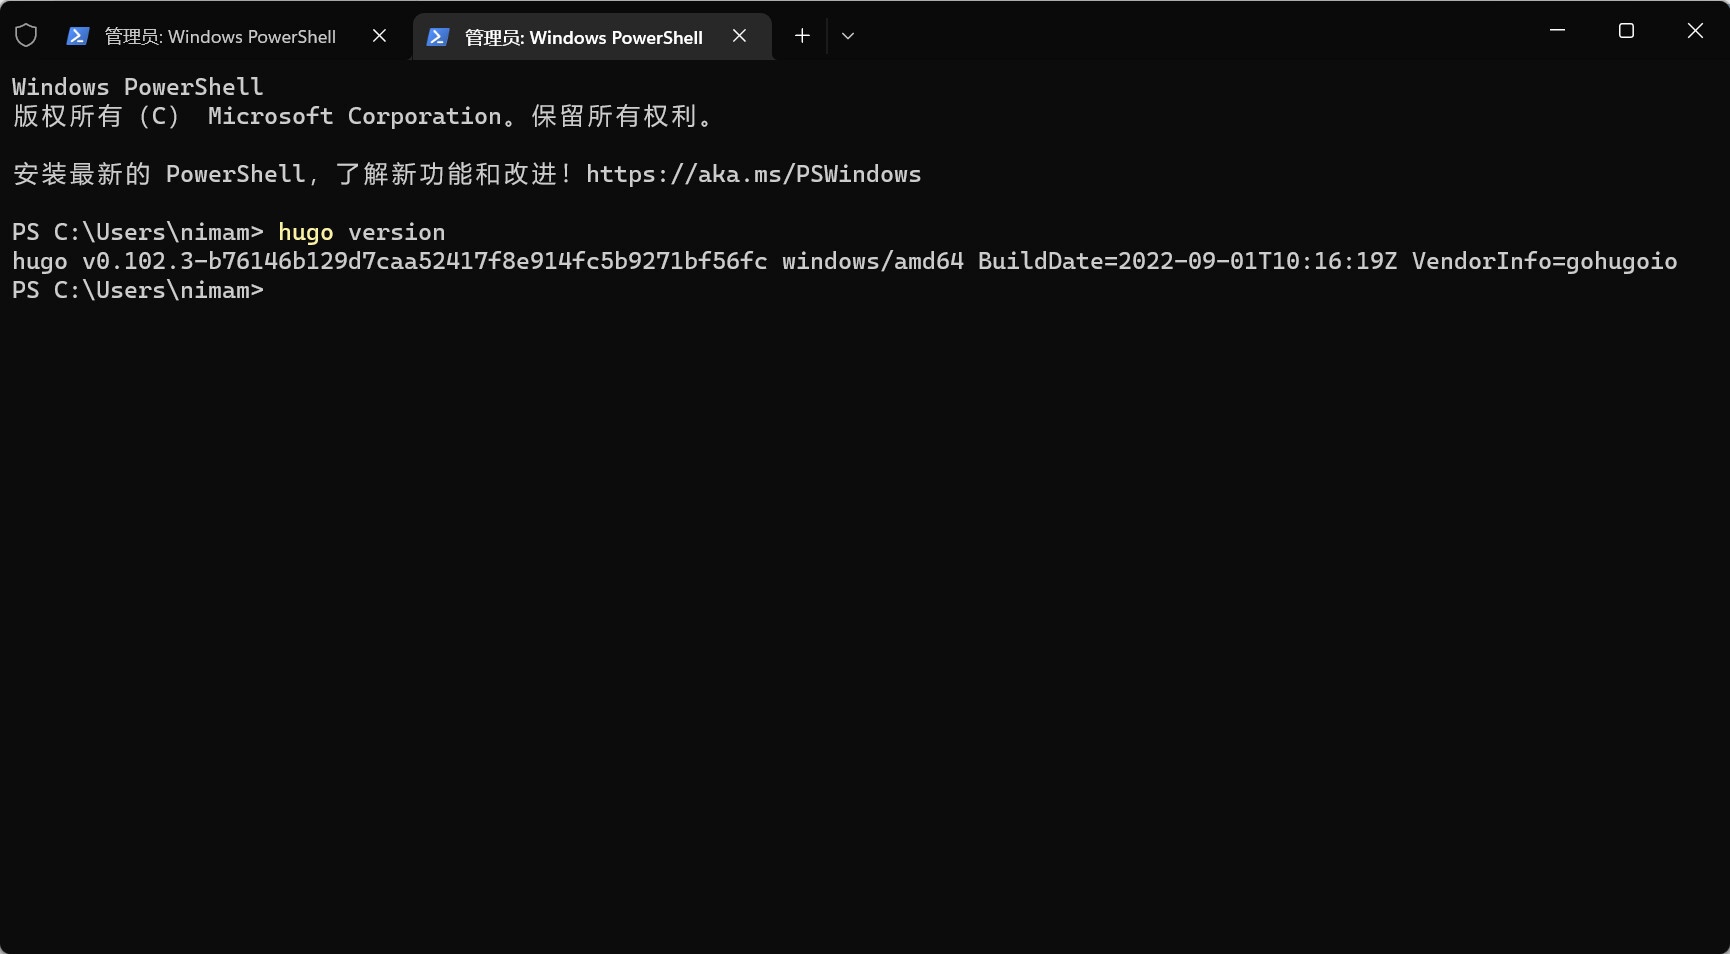 管理员: Windows PowerShell
管理员: Windows PowerShell
Windows PowerShell
版权所有 (C) Microsoft Corporation。保留所有权利。
安装最新的 PowerShell，了解新功能和改进！https://aka.ms/PSWindows
PS C:\Users\nimam> hugo version
hugo v0.102.3-b76146b129d7caa52417f8e914fc5b9271bf56fc windows/amd64 BuildDate=2022-09-01T10:16:19Z VendorInfo=gohugoio
PS C:\Users\nimam>